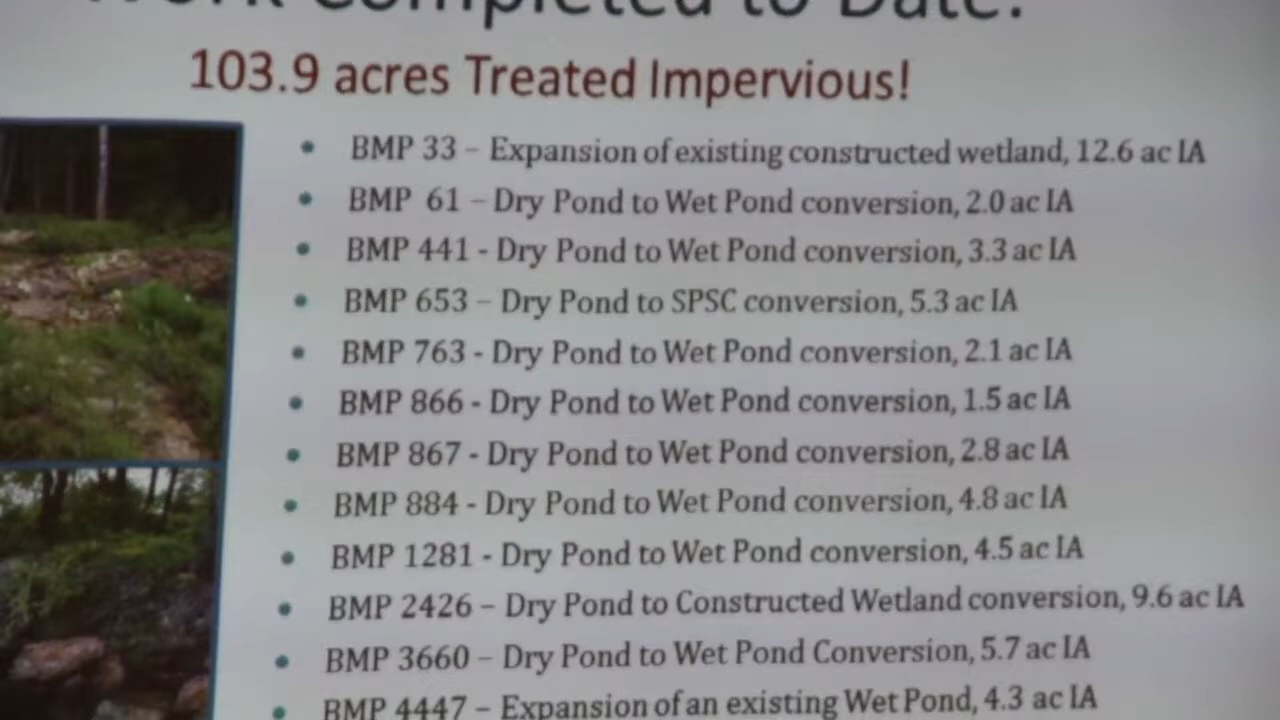 Work Completed to Date:
103.9 acres Treated Impervious!
• BMP 33 – Expansion of existing constructed wetland, 12.6 ac IA
• BMP 61 – Dry Pond to Wet Pond conversion, 2.0 ac IA
• BMP 441 - Dry Pond to Wet Pond conversion, 3.3 ac IA
• BMP 653 – Dry Pond to SPSC conversion, 5.3 ac IA
• BMP 763 - Dry Pond to Wet Pond conversion, 2.1 ac IA
• BMP 866 - Dry Pond to Wet Pond conversion, 1.5 ac IA
• BMP 867 - Dry Pond to Wet Pond conversion, 2.8 ac IA
• BMP 884 - Dry Pond to Wet Pond conversion, 4.8 ac IA
• BMP 1281 - Dry Pond to Wet Pond conversion, 4.5 ac IA
• BMP 2426 – Dry Pond to Constructed Wetland conversion, 9.6 ac IA
• BMP 3660 – Dry Pond to Wet Pond Conversion, 5.7 ac IA
• BMP 4447 – Expansion of an existing Wet Pond, 4.3 ac IA